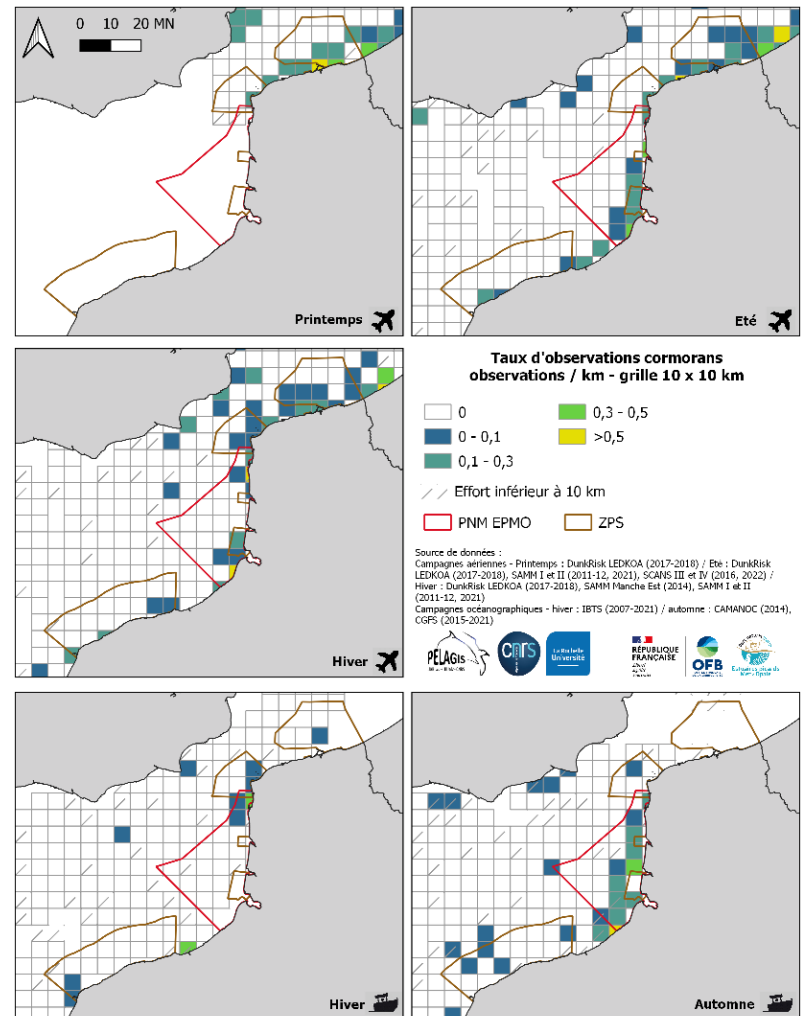 0 10 20 MN
Printemps
Eté
Hiver
Taux d'observations cormorans
observations / km - grille 10 x 10 km
0
0 - 0,1
0,1 - 0,3
0,3 - 0,5
>0,5
Effort inférieur à 10 km
PNM EPMO
ZPS
Source de données :
Campagnes aériennes - Printemps : DunkRisk LEDKOA (2017-2018) / Eté : DunkRisk
LEDKOA (2017-2018), SAMM I et II (2011-12, 2021), SCANS III et IV (2016, 2022) /
Hiver : DunkRisk LEDKOA (2017-2018), SAMM Manche Est (2014), SAMM I et II
(2011-12, 2021)
Campagnes océanographiques - hiver : IBTS (2007-2021) / automne : CAMANOC (2014),
CGFS (2015-2021)
PELAGIS
cnrs
La Rochelle
Université
RÉPUBLIQUE
FRANÇAISE
Liberté
Égalité
Fraternité
OFB
Hiver
Automne